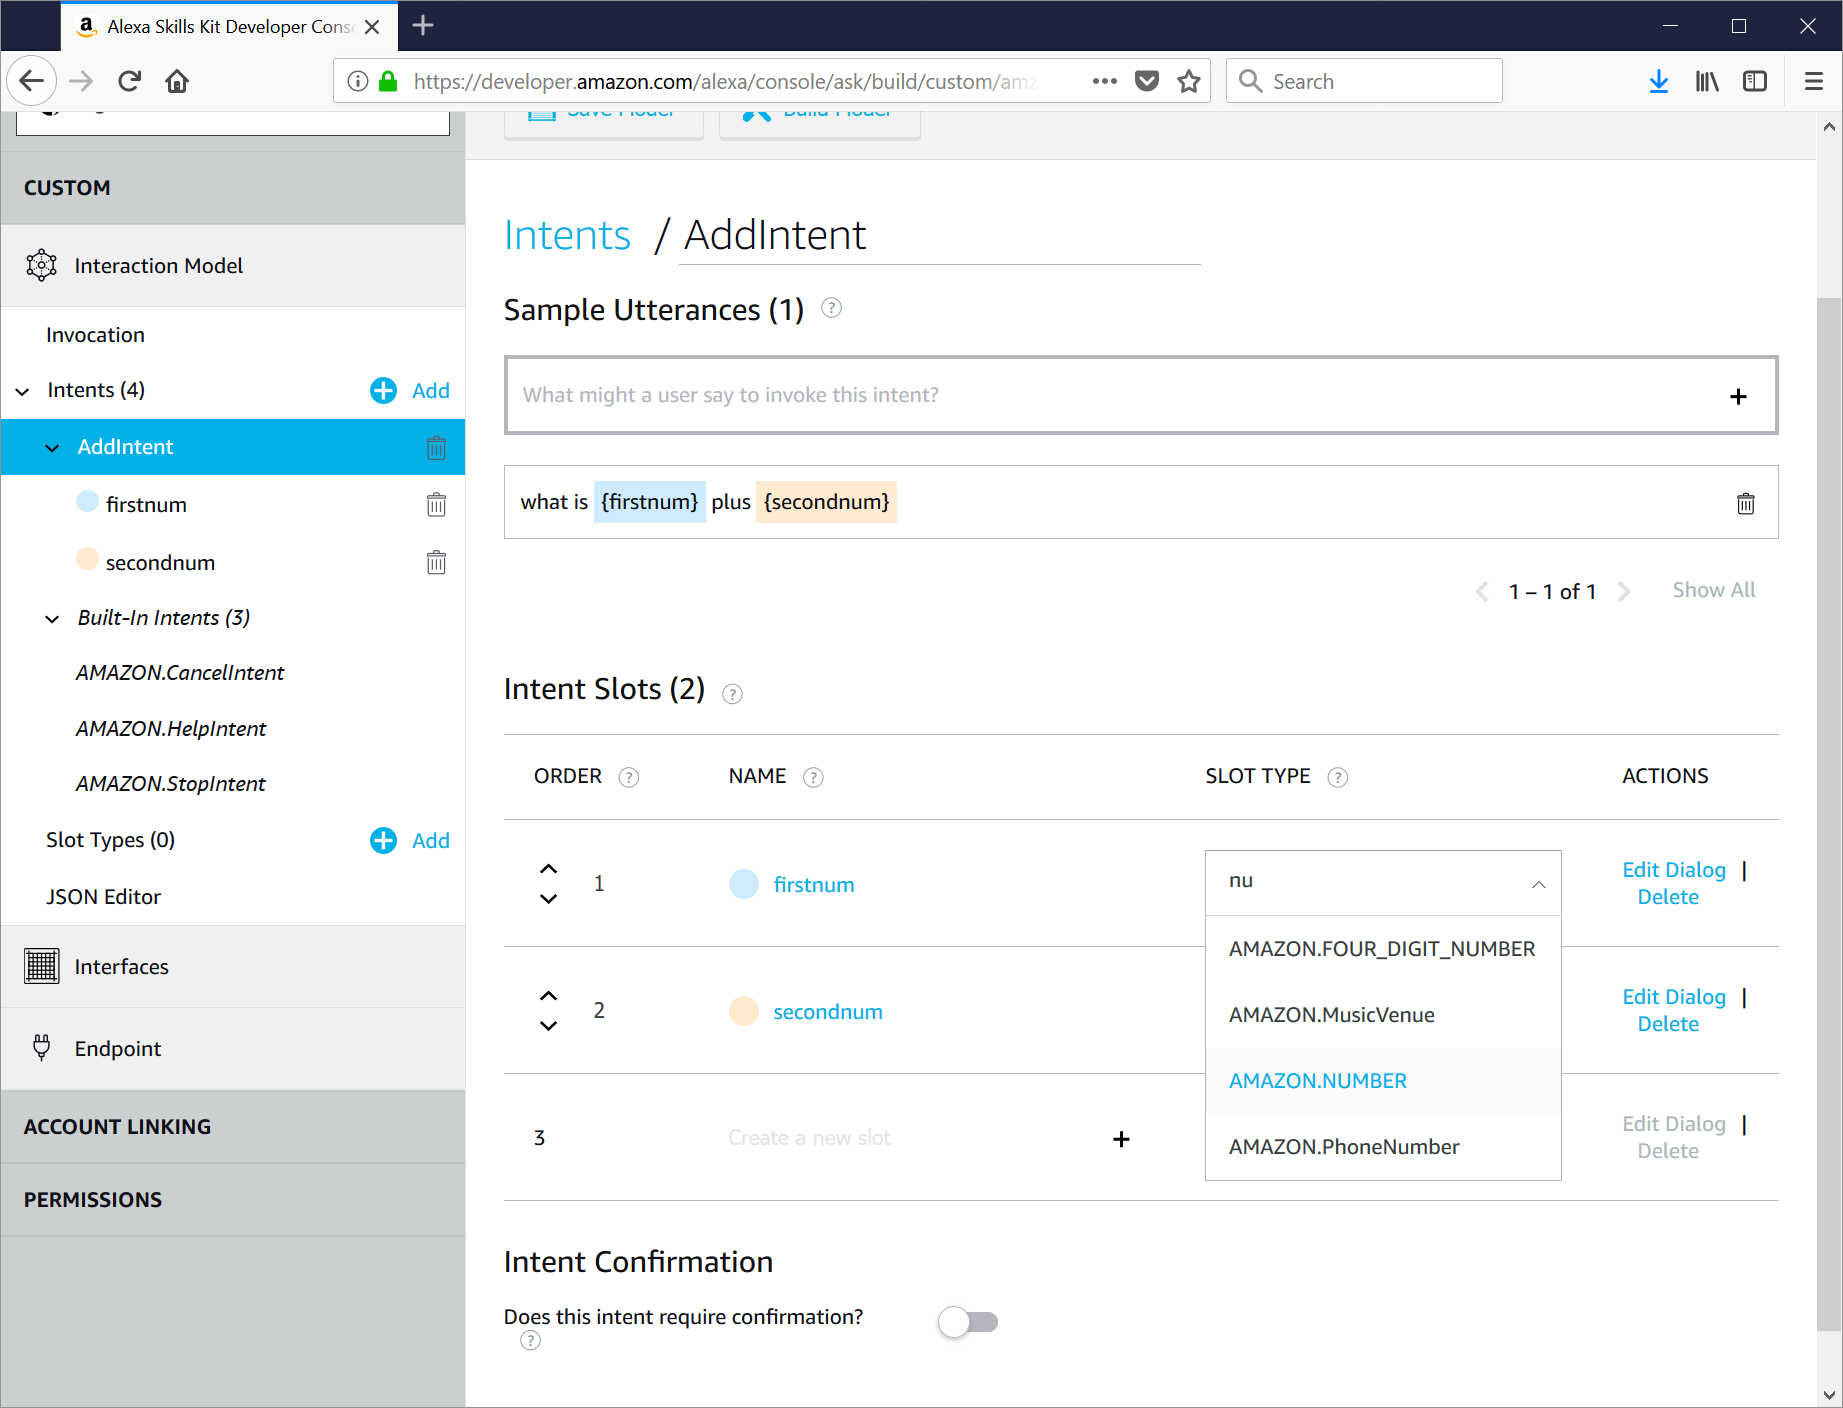 Alexa Skills Kit Developer Cons
https://developer.amazon.com/alexa/console/ask/build/custom/amz
Search
Save Model
Build Model
CUSTOM
Interaction Model
Invocation
Intents (4)
Add
AddIntent
firstnum
secondnum
Built-In Intents (3)
AMAZON.CancelIntent
AMAZON.HelpIntent
AMAZON.StopIntent
Slot Types (0)
Add
JSON Editor
Interfaces
Endpoint
ACCOUNT LINKING
PERMISSIONS
Intents / AddIntent
Sample Utterances (1) ?
What might a user say to invoke this intent?
what is {firstnum} plus {secondnum}
1 – 1 of 1
Show All
Intent Slots (2) ?
ORDER ? NAME ? SLOT TYPE ? ACTIONS
1 firstnum nu Edit Dialog |
Delete
AMAZON.FOUR_DIGIT_NUMBER
2 secondnum AMAZON.MusicVenue Edit Dialog |
Delete
AMAZON.NUMBER
3 Create a new slot AMAZON.PhoneNumber Edit Dialog |
Delete
Intent Confirmation
Does this intent require confirmation?
?